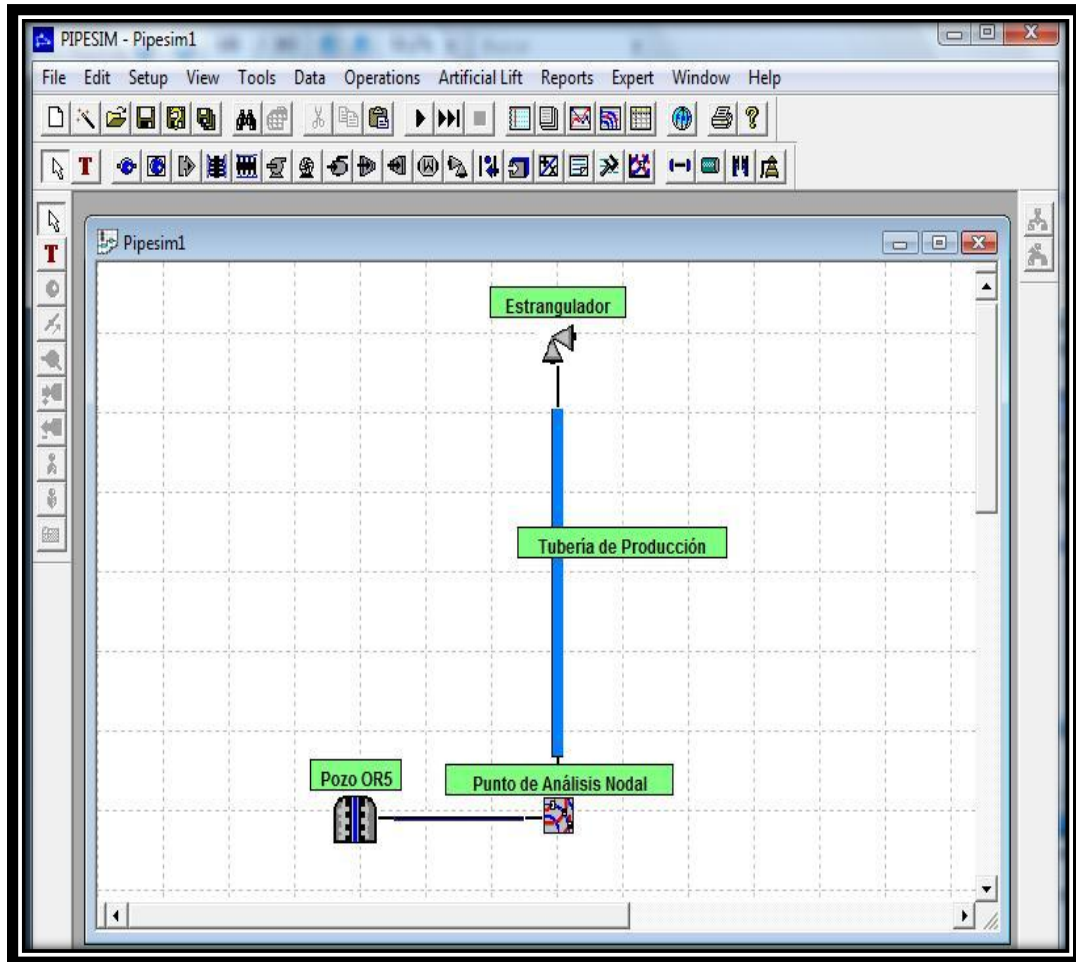 PIPESIM - Pipesim1
File Edit Setup View Tools Data Operations Artificial Lift Reports Expert Window Help
T
T
Pipesim1
Estrangulador
Tubería de Producción
Pozo OR5
Punto de Análisis Nodal